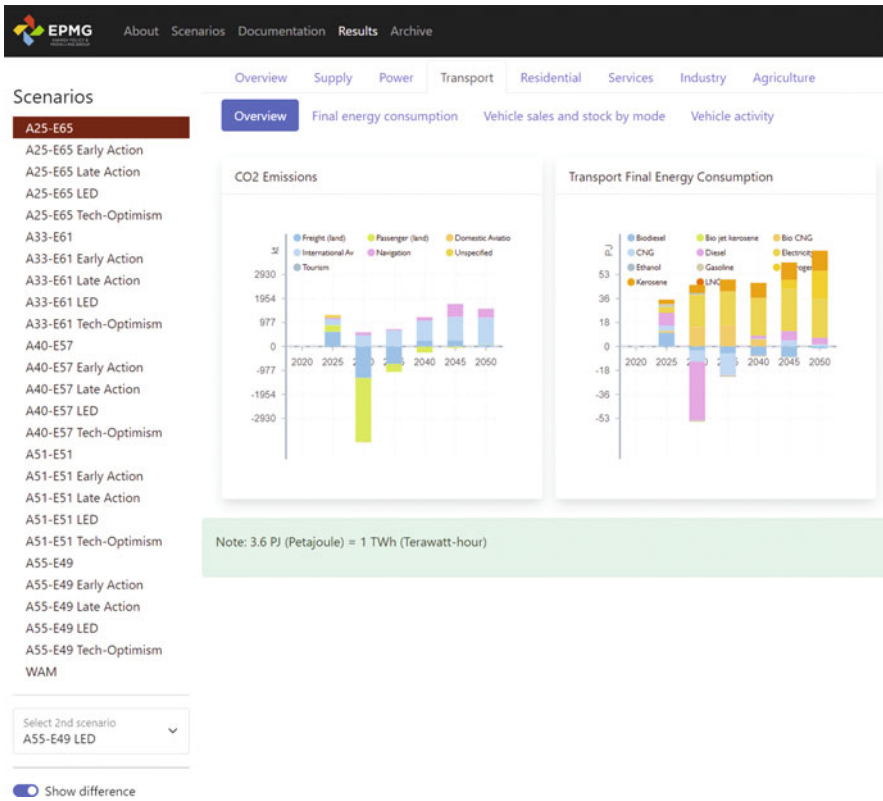 EPMG
About Scenarios Documentation Results Archive
Overview Supply Power Transport Residential Services Industry Agriculture
Overview Final energy consumption Vehicle sales and stock by mode Vehicle activity
Scenarios
A25-E65
A25-E65 Early Action
A25-E65 Late Action
A25-E65 LED
A25-E65 Tech-Optimism
A33-E61
A33-E61 Early Action
A33-E61 Late Action
A33-E61 LED
A33-E61 Tech-Optimism
A40-E57
A40-E57 Early Action
A40-E57 Late Action
A40-E57 LED
A40-E57 Tech-Optimism
A51-E51
A51-E51 Early Action
A51-E51 Late Action
A51-E51 LED
A51-E51 Tech-Optimism
A55-E49
A55-E49 Early Action
A55-E49 Late Action
A55-E49 LED
A55-E49 Tech-Optimism
WAM
Select 2nd scenario
A55-E49 LED
Show difference
CO2 Emissions
Freight (land) Passenger (land) Domestic Aviatio
International Av Navigation Unspecified
Tourism
2930
1954
977
0
-977
-1954
-2930
2020 2025 2040 2045 2050
Transport Final Energy Consumption
PJ
Biodiesel Bio jet kerosene Bio CNG
CNG Diesel Electricity
Ethanol Gasoline
Kerosene LNG
53
36
18
0
-18
-36
-53
2020 2025 2040 2045 2050
Note: 3.6 PJ (Petajoule) = 1 TWh (Terawatt-hour)